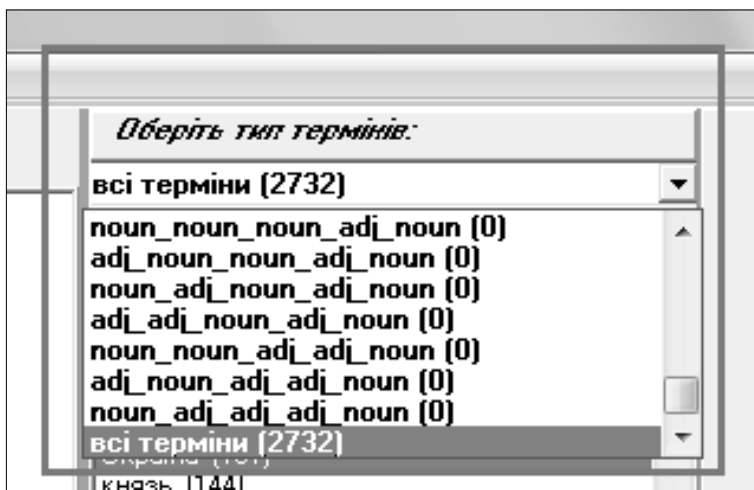 Оберіть тип термінів:
всі терміни (2732)
noun_noun_noun_adj_noun (0)
adj_noun_noun_adj_noun (0)
noun_adj_noun_adj_noun (0)
adj_adj_noun_adj_noun (0)
noun_noun_adj_adj_noun (0)
adj_noun_adj_adj_noun (0)
noun_adj_adj_adj_noun (0)
всі терміни (2732)
князь (144)